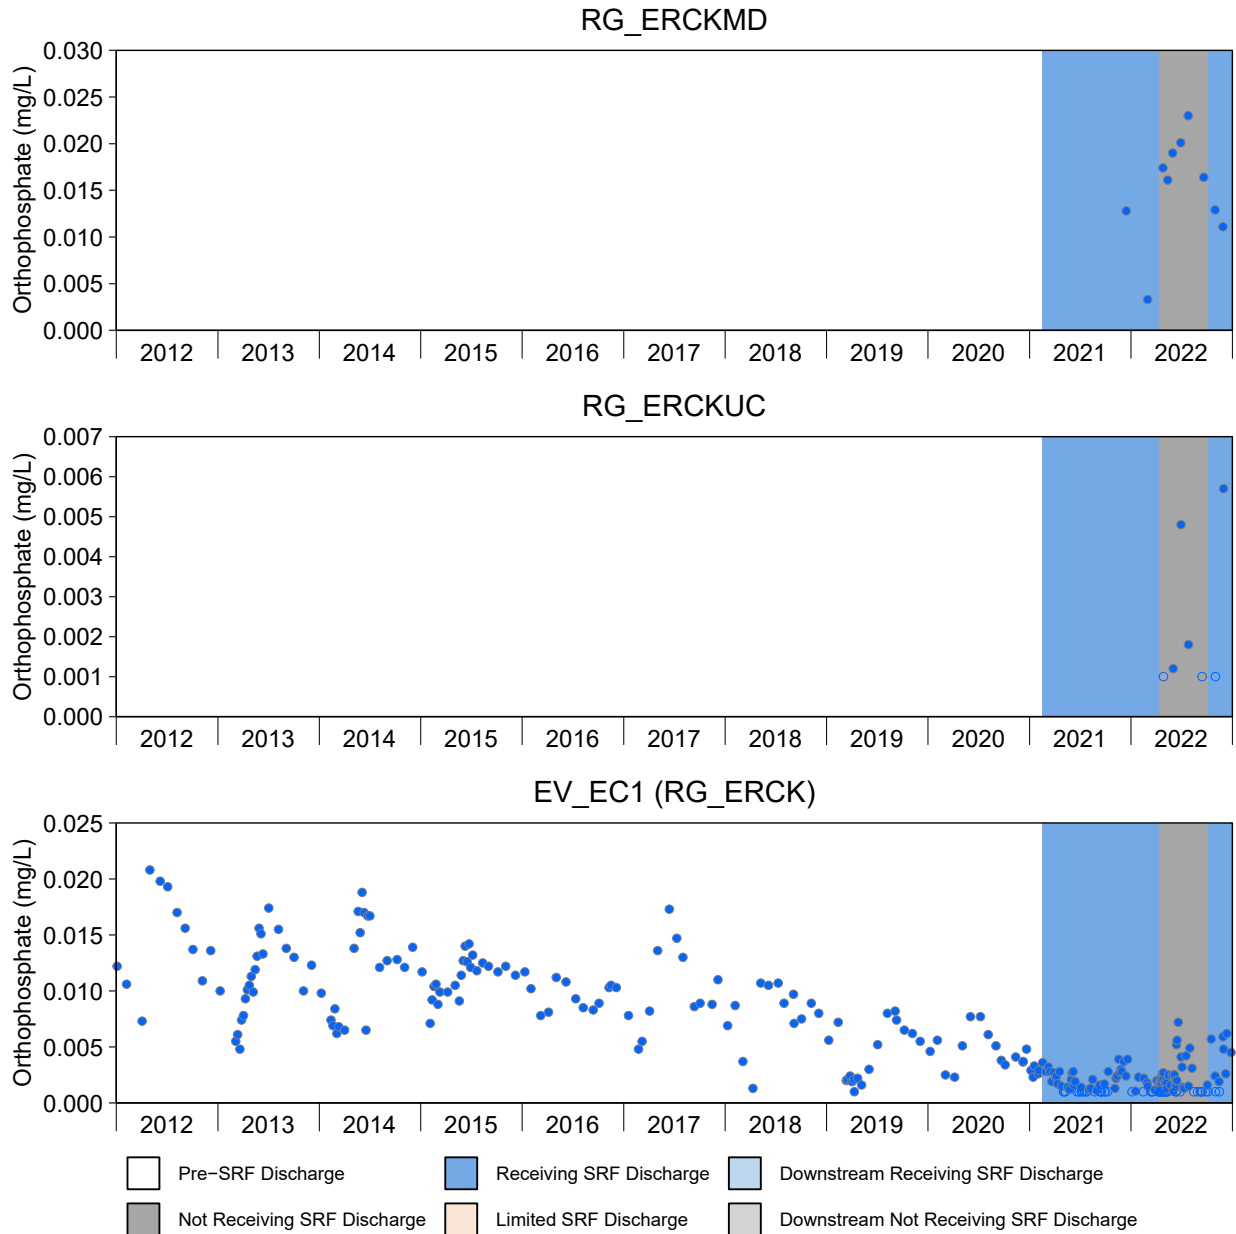 RG_ERCKMD
Orthophosphate (mg/L)
0.030
0.025
0.020
0.015
0.010
0.005
0.000
2012 2013 2014 2015 2016 2017 2018 2019 2020 2021 2022
RG_ERCKUC
Orthophosphate (mg/L)
0.007
0.006
0.005
0.004
0.003
0.002
0.001
0.000
2012 2013 2014 2015 2016 2017 2018 2019 2020 2021 2022
EV_EC1 (RG_ERCK)
Orthophosphate (mg/L)
0.025
0.020
0.015
0.010
0.005
0.000
2012 2013 2014 2015 2016 2017 2018 2019 2020 2021 2022
Pre−SRF Discharge Receiving SRF Discharge Downstream Receiving SRF Discharge
Not Receiving SRF Discharge Limited SRF Discharge Downstream Not Receiving SRF Discharge